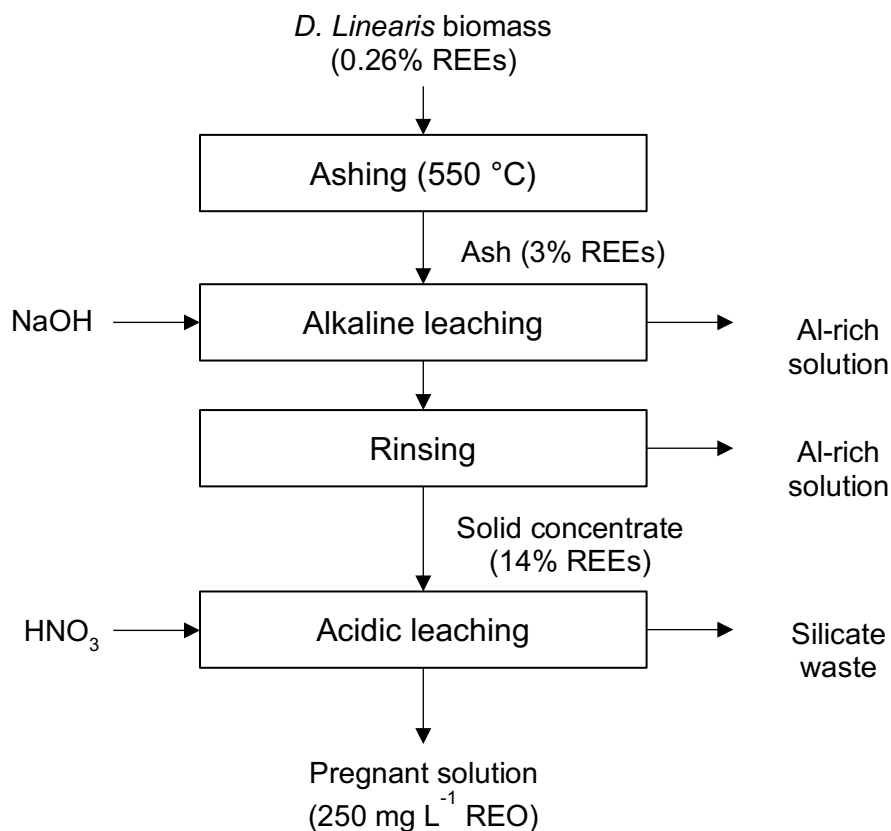 D. Linearis biomass
(0.26% REEs)
Ashing (550 °C)
Ash (3% REEs)
NaOH
Alkaline leaching
Al-rich
solution
Rinsing
Al-rich
solution
Solid concentrate
(14% REEs)
HNO₃
Acidic leaching
Silicate
waste
Pregnant solution
(250 mg L⁻¹ REO)